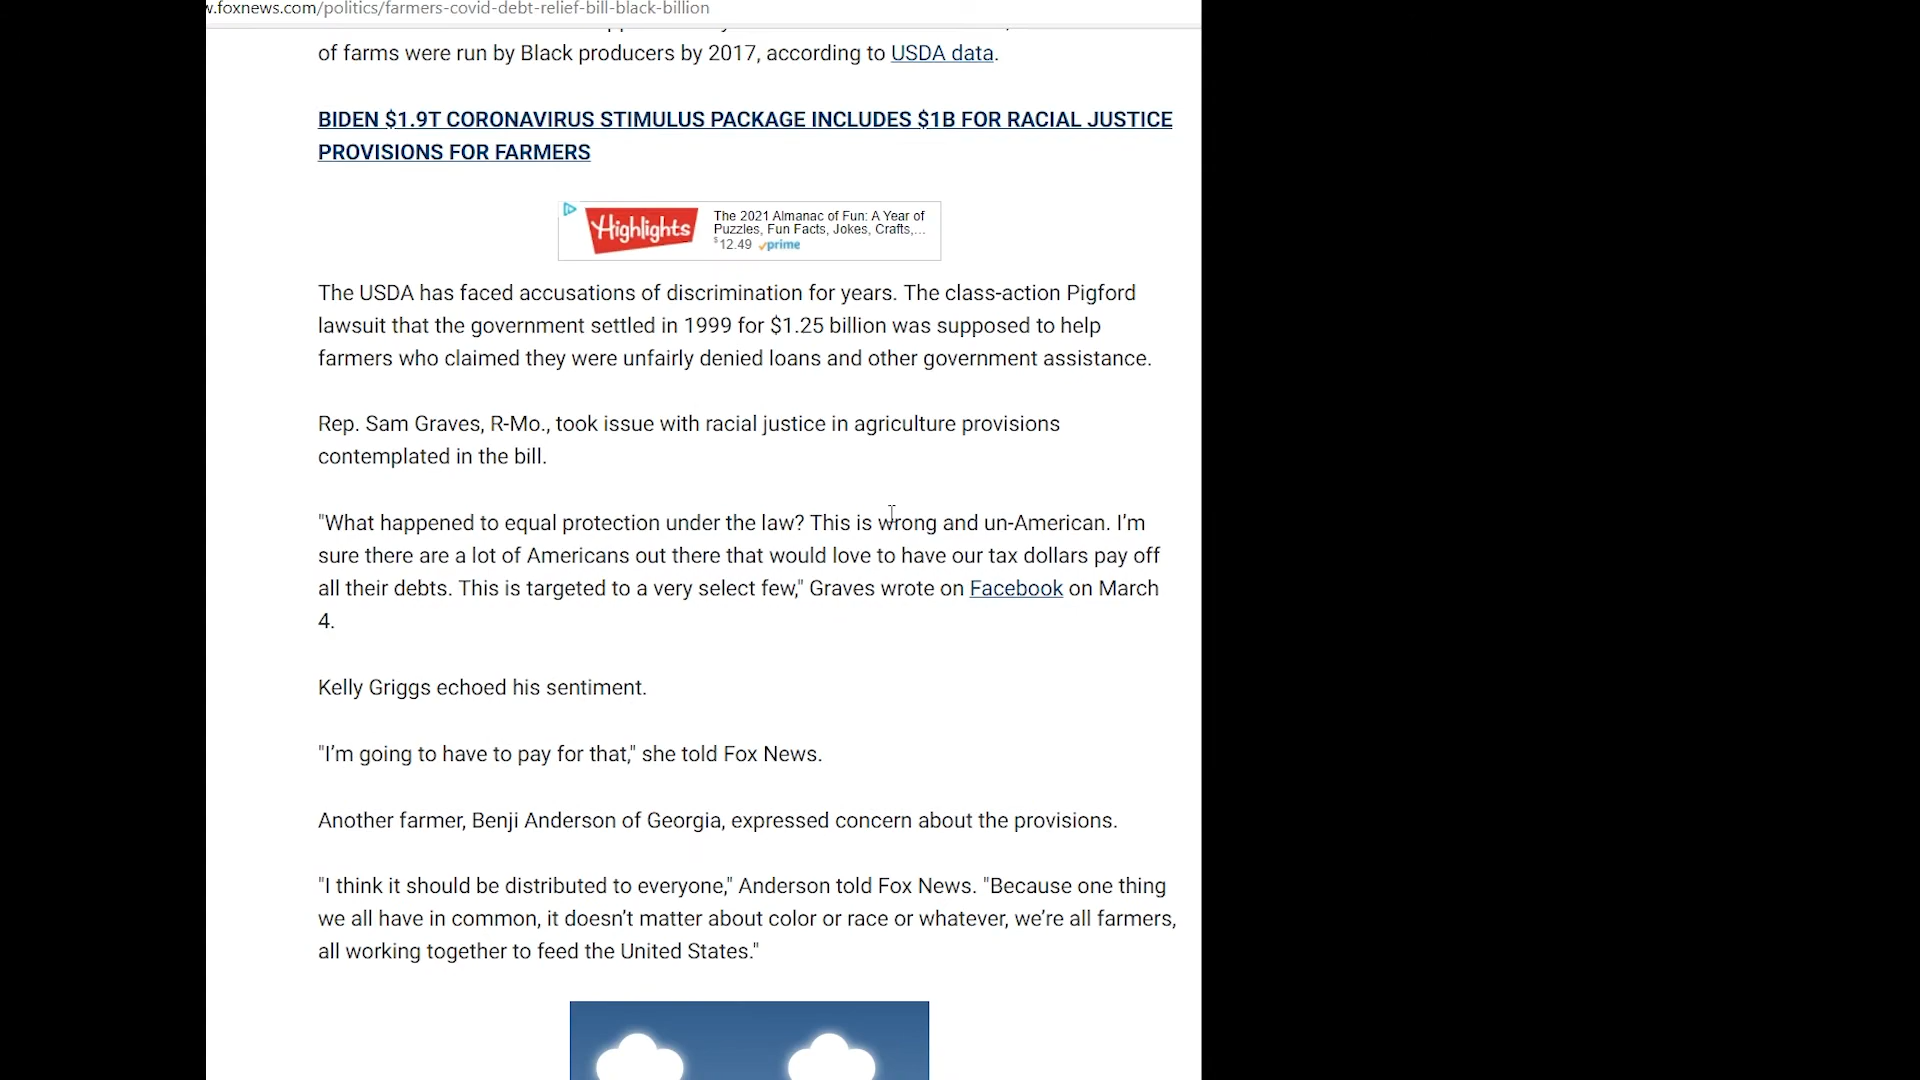 w.foxnews.com/politics/farmers-covid-debt-relief-bill-black-billion
of farms were run by Black producers by 2017, according to USDA data.
BIDEN $1.9T CORONAVIRUS STIMULUS PACKAGE INCLUDES $1B FOR RACIAL JUSTICE
PROVISIONS FOR FARMERS
Highlights
The 2021 Almanac of Fun: A Year of
Puzzles, Fun Facts, Jokes, Crafts,...
$12.49 prime
The USDA has faced accusations of discrimination for years. The class-action Pigford
lawsuit that the government settled in 1999 for $1.25 billion was supposed to help
farmers who claimed they were unfairly denied loans and other government assistance.
Rep. Sam Graves, R-Mo., took issue with racial justice in agriculture provisions
contemplated in the bill.
"What happened to equal protection under the law? This is wrong and un-American. I’m
sure there are a lot of Americans out there that would love to have our tax dollars pay off
all their debts. This is targeted to a very select few," Graves wrote on Facebook on March
4.
Kelly Griggs echoed his sentiment.
"I’m going to have to pay for that," she told Fox News.
Another farmer, Benji Anderson of Georgia, expressed concern about the provisions.
"I think it should be distributed to everyone," Anderson told Fox News. "Because one thing
we all have in common, it doesn’t matter about color or race or whatever, we’re all farmers,
all working together to feed the United States."